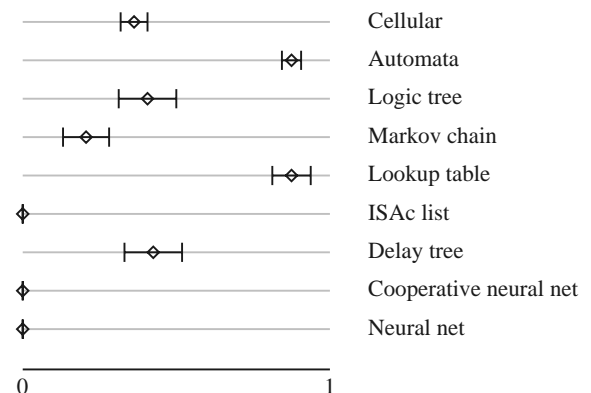 Cellular
Automata
Logic tree
Markov chain
Lookup table
ISAc list
Delay tree
Cooperative neural net
Neural net
0 1